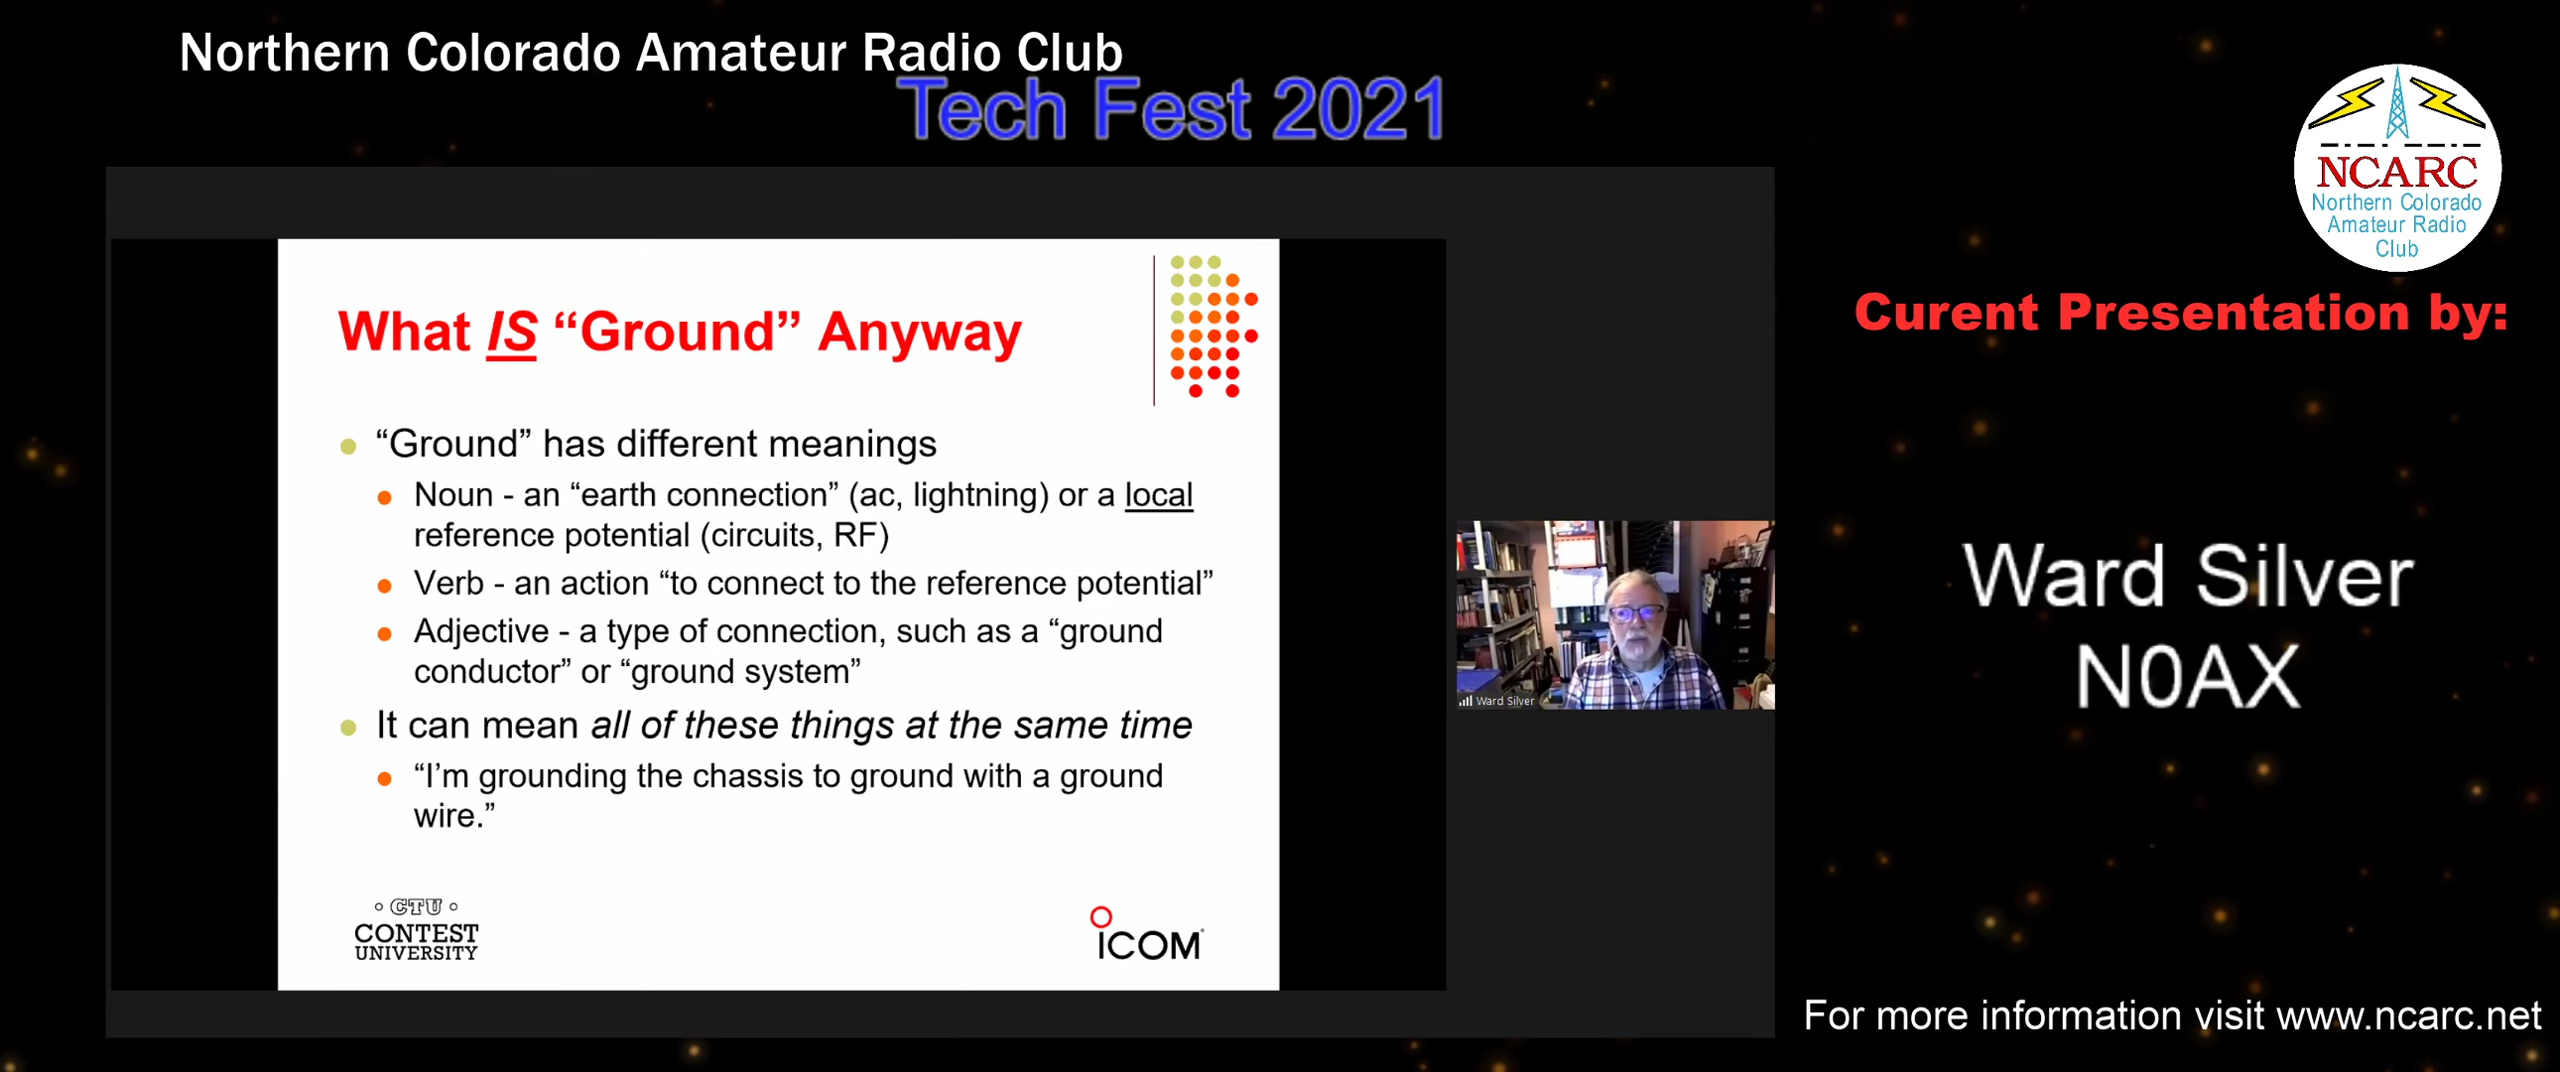 Northern Colorado Amateur Radio Club
Tech Fest 2021
NCARC
Northern Colorado
Amateur Radio
Club
What IS “Ground” Anyway
“Ground” has different meanings
Noun - an “earth connection” (ac, lightning) or a local
reference potential (circuits, RF)
Verb - an action “to connect to the reference potential”
Adjective - a type of connection, such as a “ground
conductor” or “ground system”
It can mean all of these things at the same time
“I’m grounding the chassis to ground with a ground
wire.”
CTU
CONTEST
UNIVERSITY
ICOM
Ward Silver
Curent Presentation by:
Ward Silver
N0AX
For more information visit www.ncarc.net